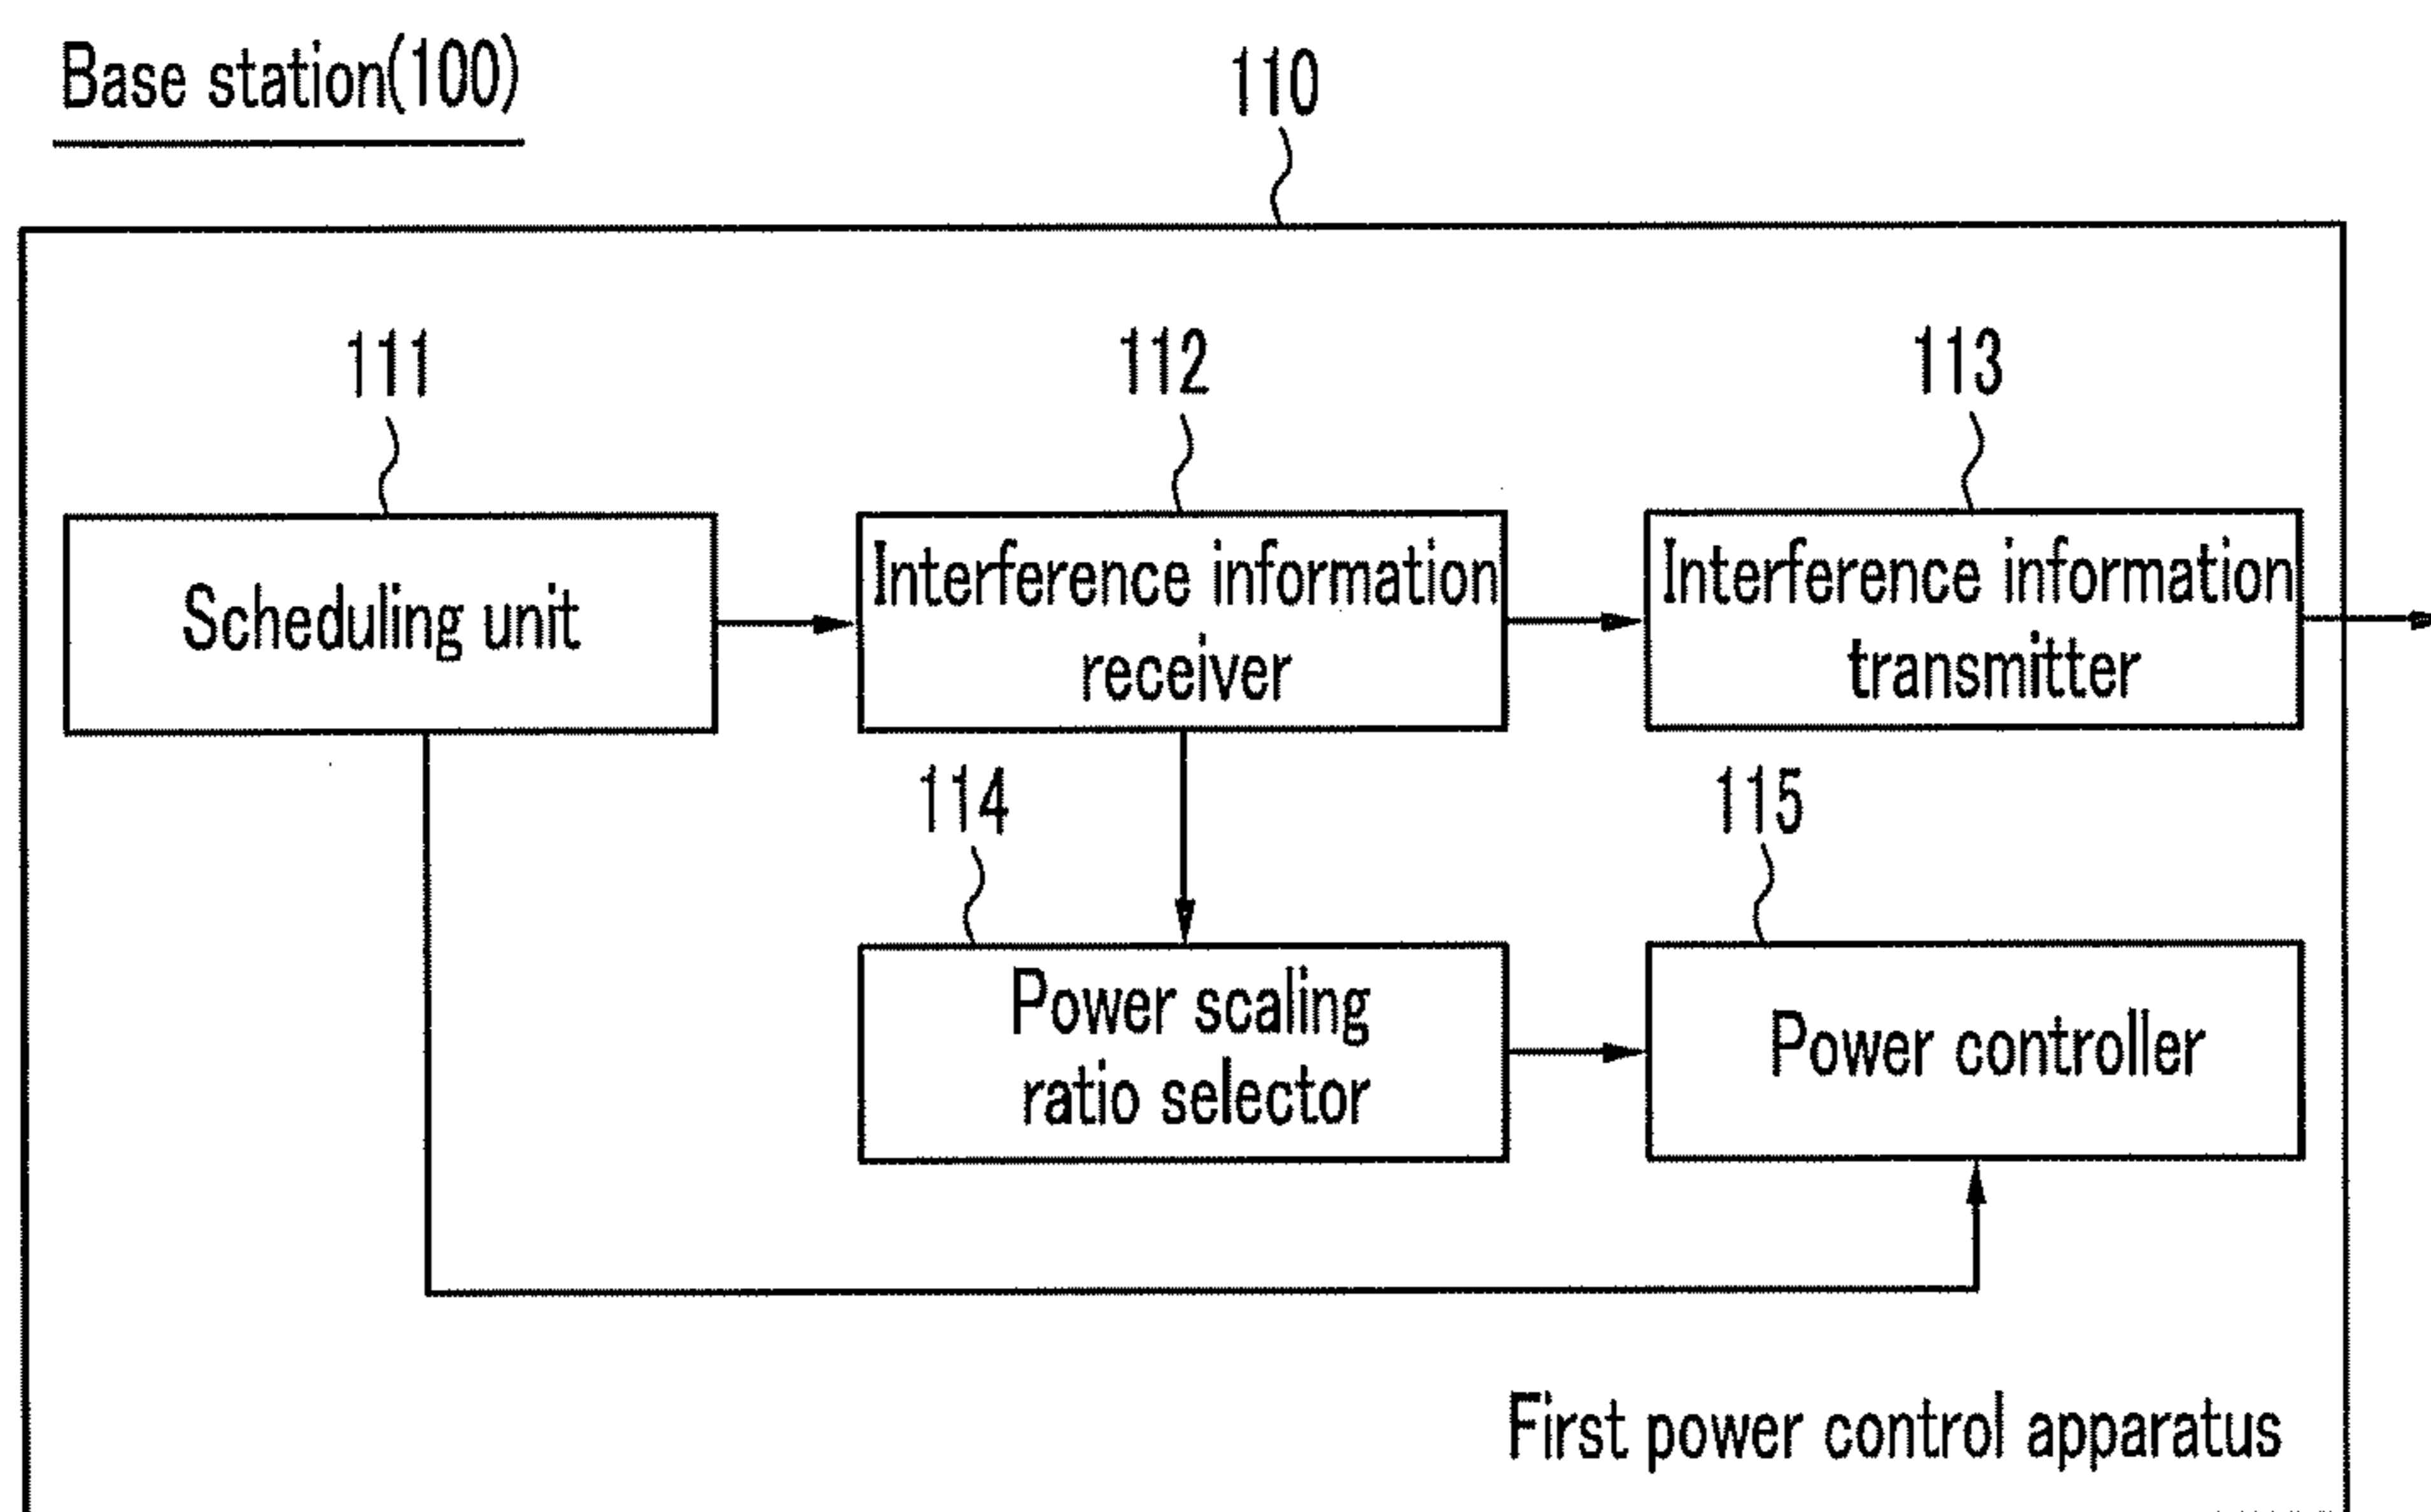 Base station(100)
110
111
112
113
Scheduling unit
Interference information
receiver
Interference information
transmitter
114
115
Power scaling
ratio selector
Power controller
First power control apparatus